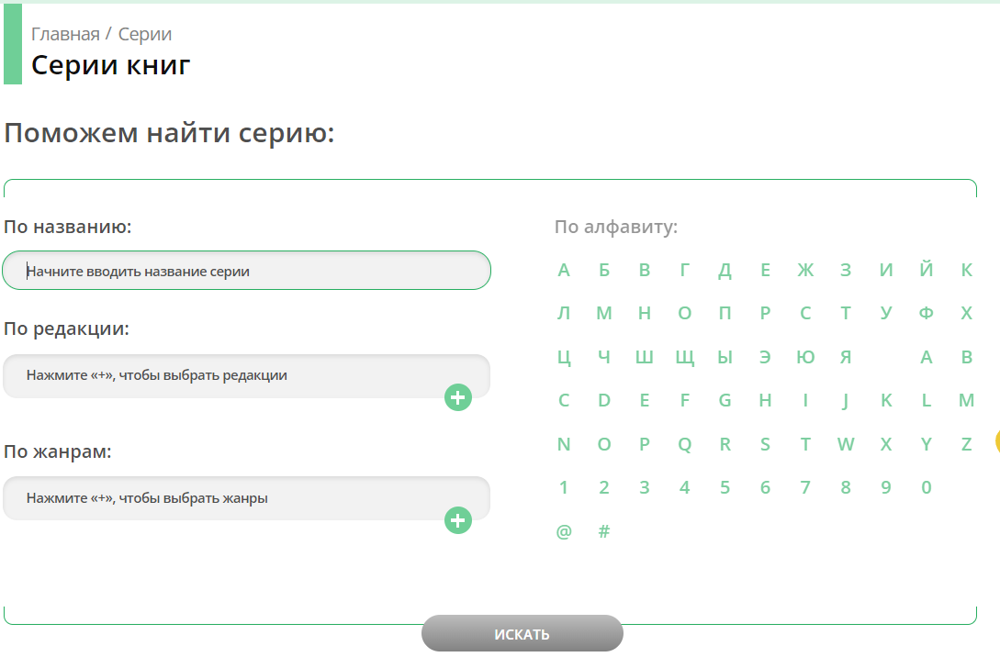 Главная / Серии
Серии книг
Поможем найти серию:
По названию:
Начните вводить название серии
По редакции:
Нажмите «+», чтобы выбрать редакции
По жанрам:
Нажмите «+», чтобы выбрать жанры
По алфавиту:
А Б В Г Д Е Ж З И Й К
Л М Н О П Р С Т У Ф Х
Ц Ч Ш Щ Ы Э Ю Я A B
C D E F G H I J K L M
N O P Q R S T W X Y Z
1 2 3 4 5 6 7 8 9 0
@ #
ИСКАТЬ